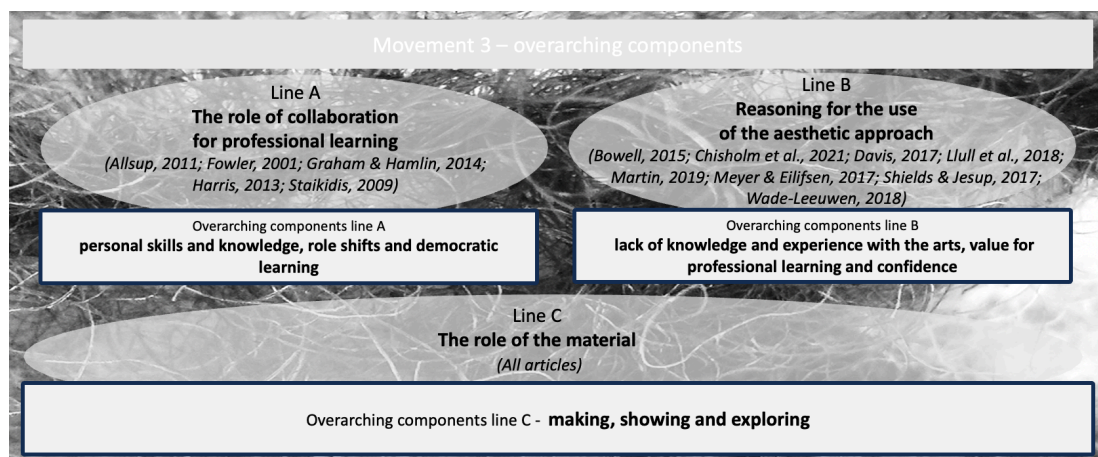 Movement 3 – overarching components
Line A
The role of collaboration
for professional learning
(Allsup, 2011; Fowler, 2001; Graham & Hamlin, 2014;
Harris, 2013; Staikidis, 2009)
Overarching components line A
personal skills and knowledge, role shifts and democratic
learning
Line B
Reasoning for the use
of the aesthetic approach
(Bowell, 2015; Chisholm et al., 2021; Davis, 2017; Llull et al., 2018;
Martin, 2019; Meyer & Eilifsen, 2017; Shields & Jesup, 2017;
Wade-Leeuwen, 2018)
Overarching components line B
lack of knowledge and experience with the arts, value for
professional learning and confidence
Line C
The role of the material
(All articles)
Overarching components line C - making, showing and exploring